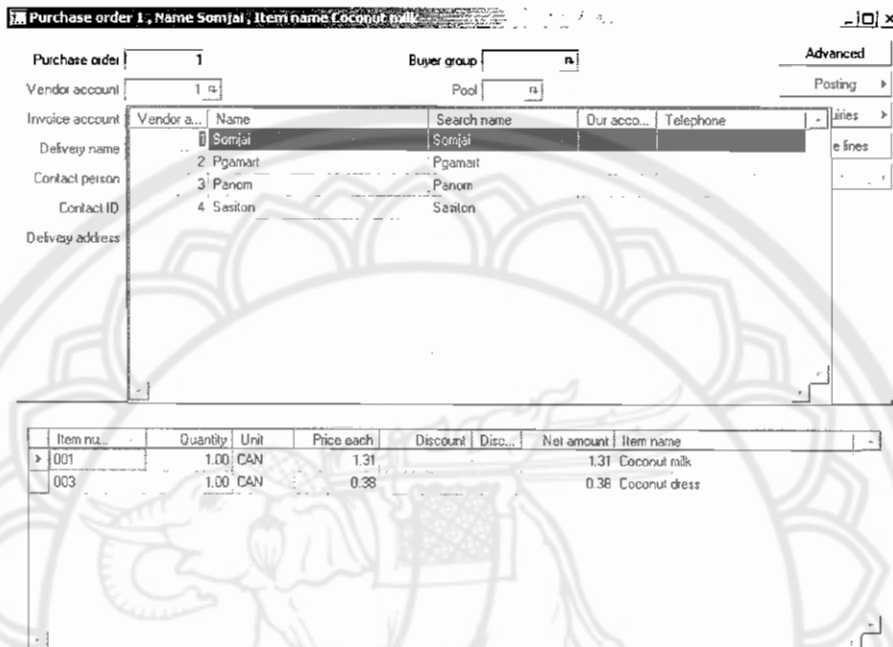 Purchase order 1 , Name Somjai , Item name Coconut milk
Purchase order 1 Buyer group Advanced
Vendor account 1 Pool Posting
Invoice account Vendor a... Name Search name Our acco... Telephone iries
Delivery name 1 Somjai Somjai e lines
2 Pgamart Pgamart
Contact person 3 Panom Panom
Contact ID 4 Sasiton Sasiton
Delivery address
Item nu... Quantity Unit Price each Discount Disc... Net amount Item name
001 1.00 CAN 1.31 1.31 Coconut milk
003 1.00 CAN 0.38 0.38 Coconut dress